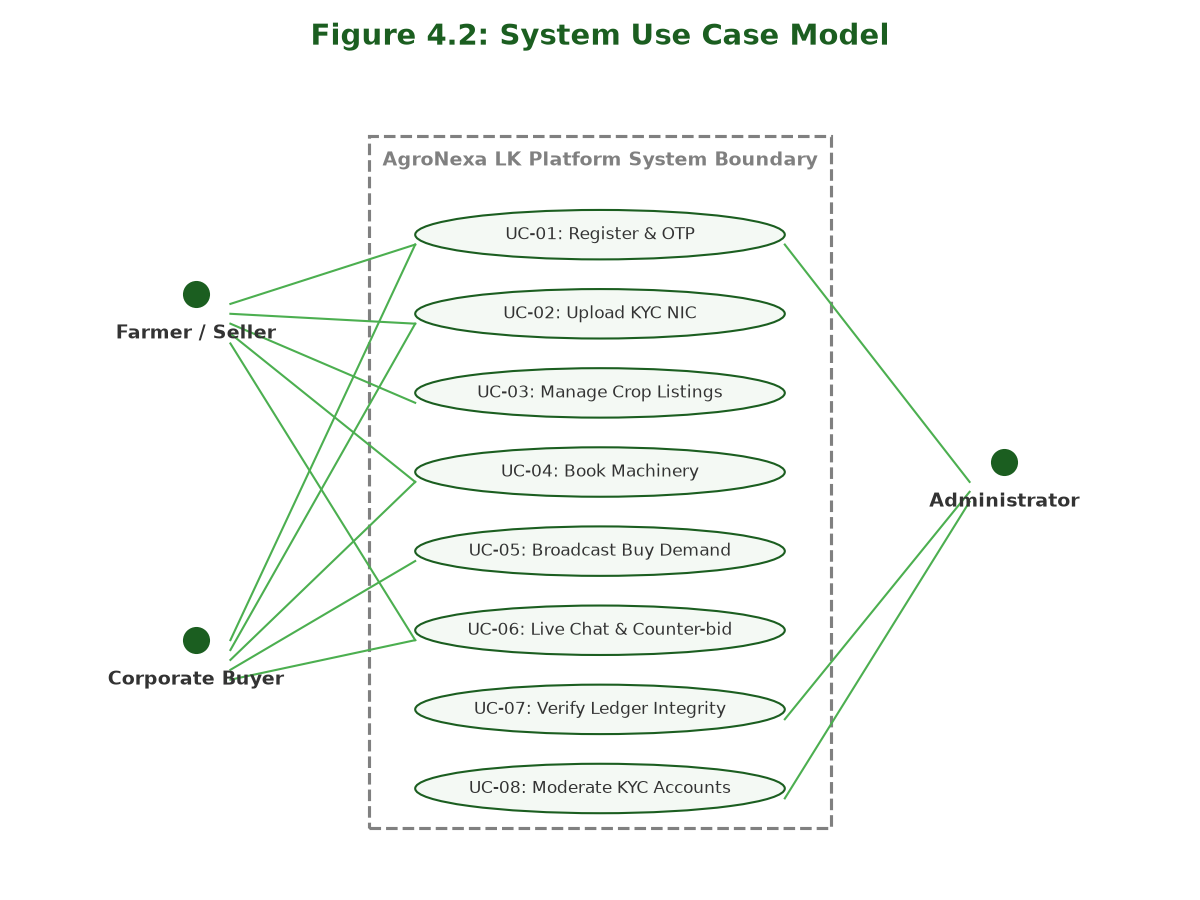 Figure 4.2: System Use Case Model
AgroNexa LK Platform System Boundary
UC-01: Register & OTP
UC-02: Upload KYC NIC
Farmer / Seller
UC-03: Manage Crop Listings
UC-04: Book Machinery
Administrator
UC-05: Broadcast Buy Demand
UC-06: Live Chat & Counter-bid
Corporate Buyer
UC-07: Verify Ledger Integrity
UC-08: Moderate KYC Accounts